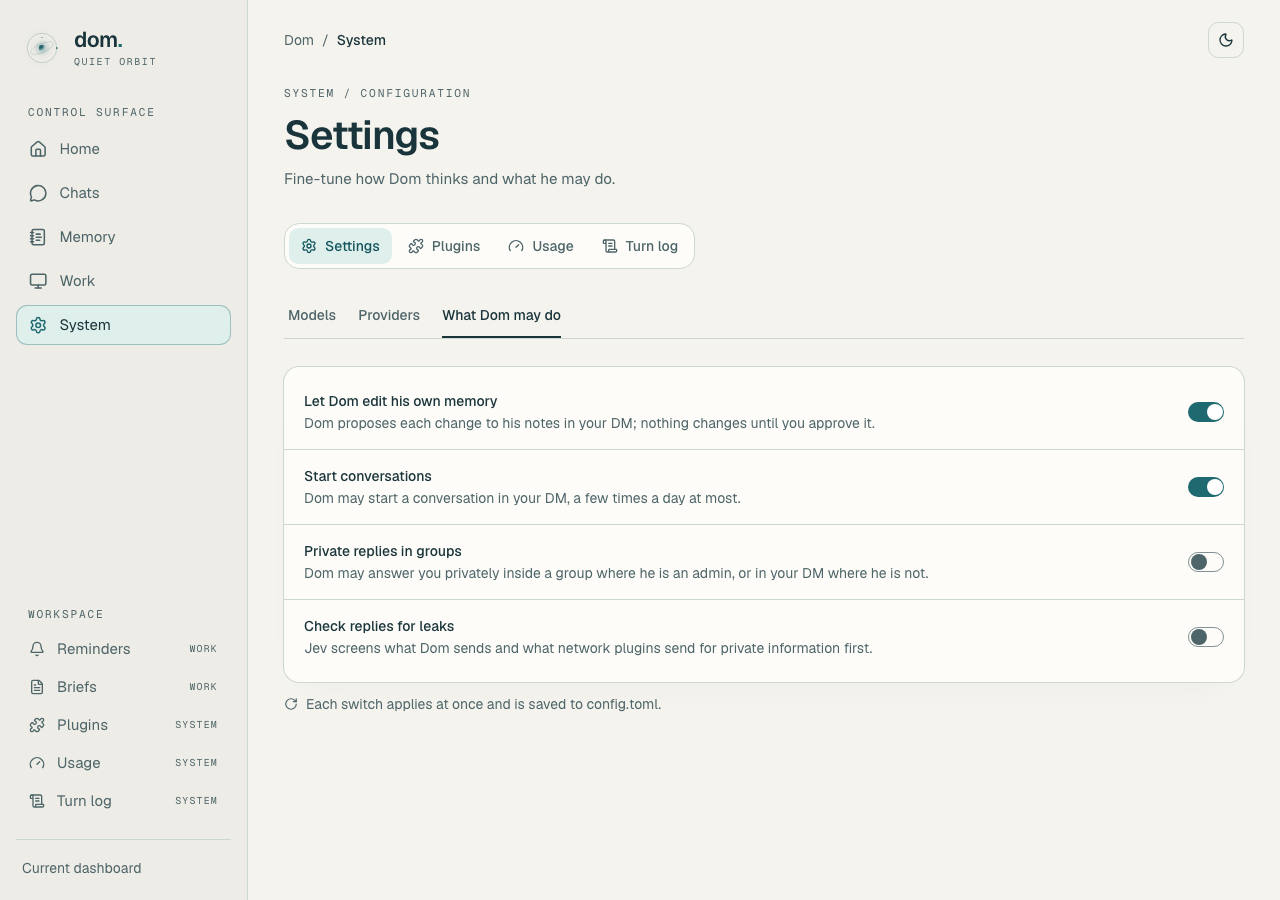 dom.
QUIET ORBIT
CONTROL SURFACE
Home
Chats
Memory
Work
System
WORKSPACE
Reminders WORK
Briefs WORK
Plugins SYSTEM
Usage SYSTEM
Turn log SYSTEM
Current dashboard
Dom / System
SYSTEM / CONFIGURATION
Settings
Fine-tune how Dom thinks and what he may do.
Settings Plugins Usage Turn log
Models Providers What Dom may do
Let Dom edit his own memory
Dom proposes each change to his notes in your DM; nothing changes until you approve it.
Start conversations
Dom may start a conversation in your DM, a few times a day at most.
Private replies in groups
Dom may answer you privately inside a group where he is an admin, or in your DM where he is not.
Check replies for leaks
Jev screens what Dom sends and what network plugins send for private information first.
Each switch applies at once and is saved to config.toml.